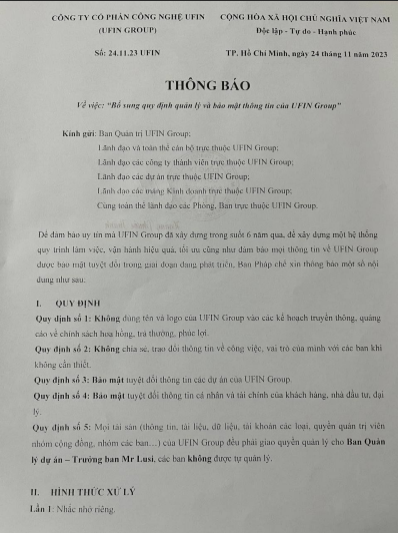 CÔNG TY CỔ PHẦN CÔNG NGHỆ UFIN
(UFIN GROUP)
Số: 24.11.23 UFIN
CỘNG HÒA XÃ HỘI CHỦ NGHĨA VIỆT NAM
Độc lập - Tự do - Hạnh phúc
TP. Hồ Chí Minh, ngày 24 tháng 11 năm 2023
THÔNG BÁO
Về việc: “Bổ sung quy định quản lý và bảo mật thông tin của UFIN Group”
Kính gửi: Ban Quản trị UFIN Group;
Lãnh đạo và toàn thể cán bộ trực thuộc UFIN Group;
Lãnh đạo các công ty thành viên trực thuộc UFIN Group;
Lãnh đạo các dự án trực thuộc UFIN Group;
Lãnh đạo các mảng Kinh doanh trực thuộc UFIN Group;
Cùng toàn thể lãnh đạo các Phòng, Ban trực thuộc UFIN Group.
Để đảm bảo uy tín mà UFIN Group đã xây dựng trong suốt 6 năm qua, để xây dựng một hệ thống
quy trình làm việc, vận hành hiệu quả, tối ưu cũng như đảm bảo mọi thông tin về UFIN Group
được bảo mật tuyệt đối trong giai đoạn đang phát triển, Ban Pháp chế xin thông báo một số nội
dung như sau:
I. QUY ĐỊNH
Quy định số 1: Không dùng tên và logo của UFIN Group vào các kế hoạch truyền thông, quảng
cáo về chính sách hoa hồng, trả thưởng, phúc lợi.
Quy định số 2: Không chia sẻ, trao đổi thông tin về công việc, vai trò của mình với các ban khi
không cần thiết.
Quy định số 3: Bảo mật tuyệt đối thông tin các dự án của UFIN Group.
Quy định số 4: Bảo mật tuyệt đối thông tin cá nhân và tài chính của khách hàng, nhà đầu tư, đại
lý.
Quy định số 5: Mọi tài sản (thông tin, tài liệu, dữ liệu, tài khoản các loại, quyền quản trị viên
nhóm cộng đồng, nhóm các ban…) của UFIN Group đều phải giao quyền quản lý cho Ban Quản
lý dự án – Trưởng ban Mr Lusi, các ban không được tự quản lý.
II. HÌNH THỨC XỬ LÝ
Lần 1: Nhắc nhở riêng.